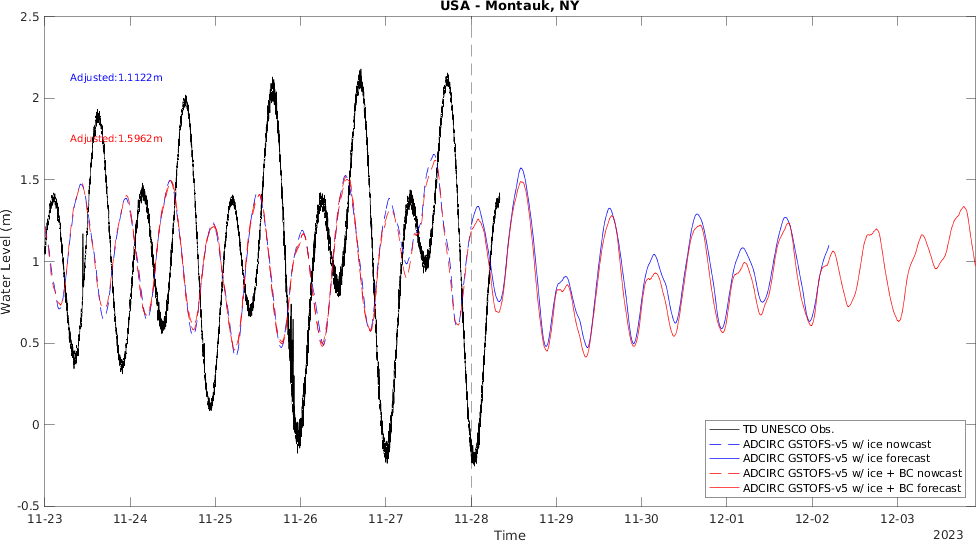 USA - Montauk, NY
2.5
2
1.5
1
0.5
0
-0.5
Water Level (m)
Adjusted:1.1122m
Adjusted:1.5962m
TD UNESCO Obs.
ADCIRC GSTOFS-v5 w/ ice nowcast
ADCIRC GSTOFS-v5 w/ ice forecast
ADCIRC GSTOFS-v5 w/ ice + BC nowcast
ADCIRC GSTOFS-v5 w/ ice + BC forecast
11-23 11-24 11-25 11-26 11-27 11-28 11-29 11-30 12-01 12-02 12-03
Time
2023